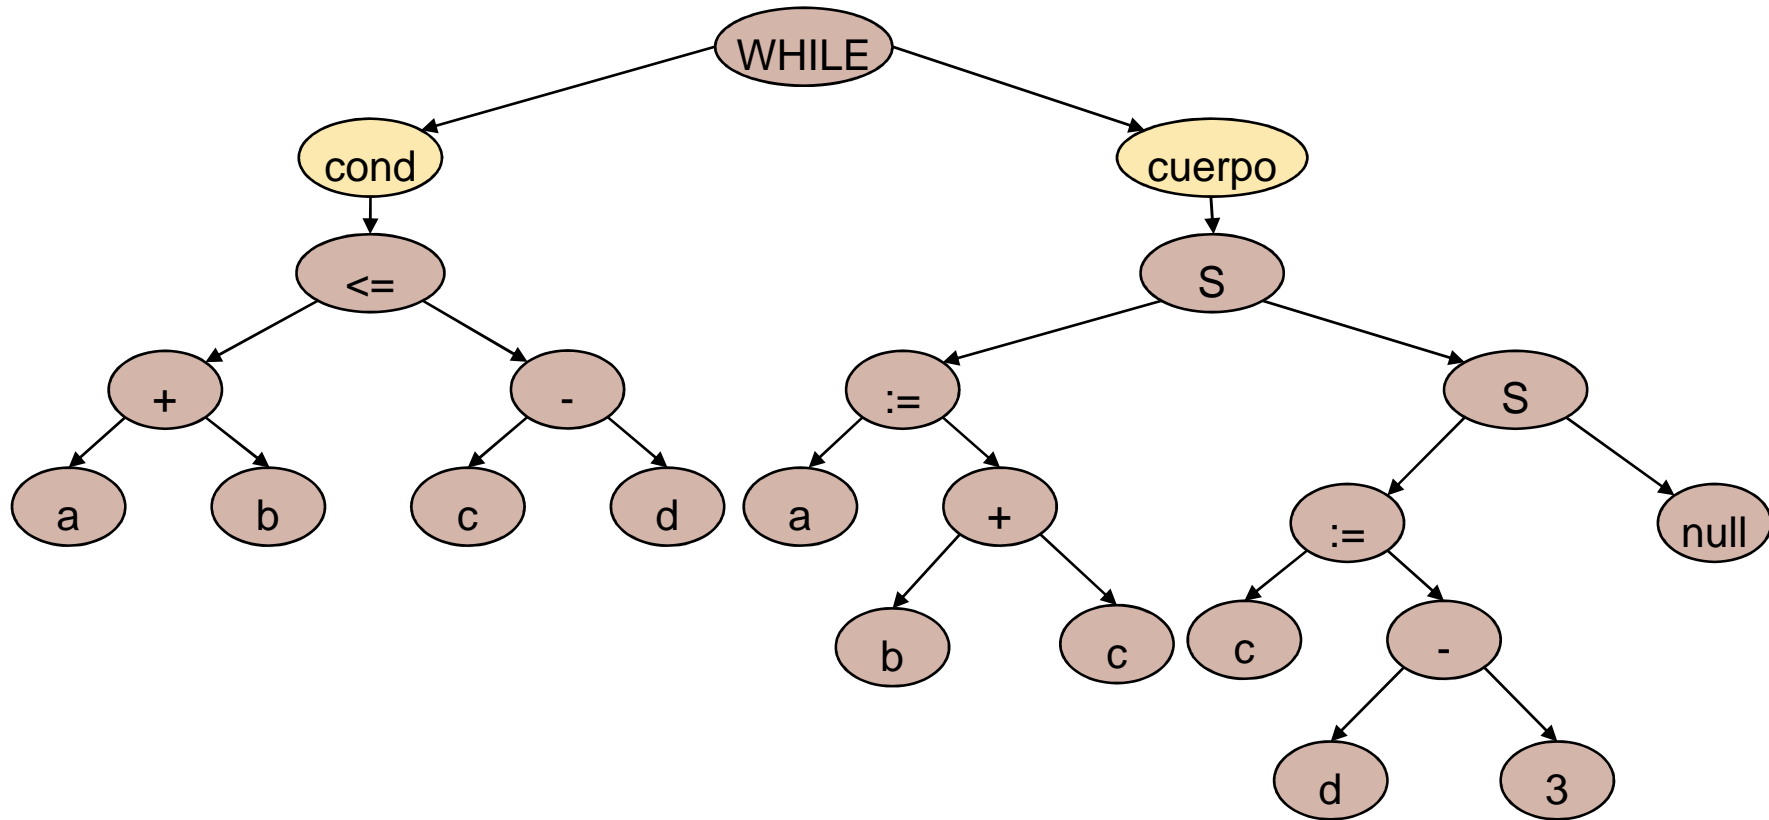 WHILE
cond
cuerpo
<=
S
+
-
:=
S
a
b
c
d
a
+
:=
null
b
c
c
-
d
3